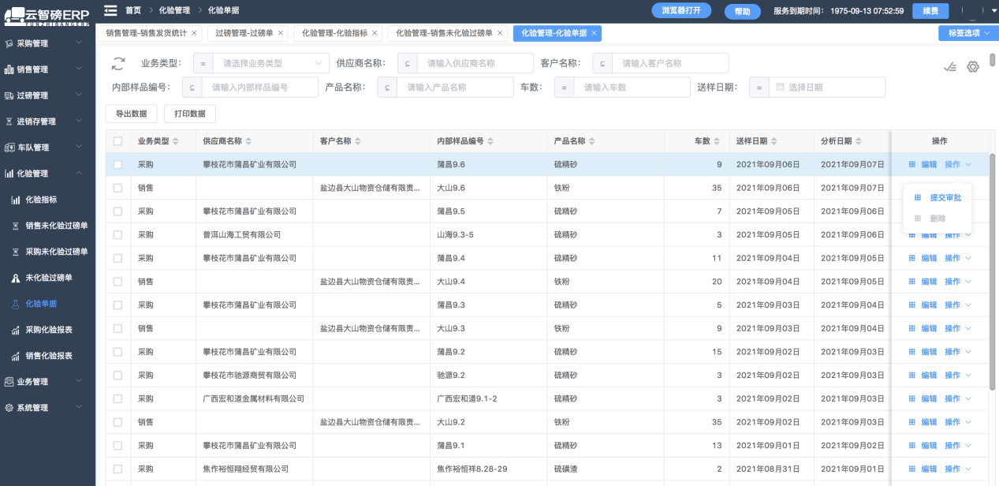 云智磅ERP
YUNZHIBANGERP
首页 > 化验管理 > 化验单据
浏览器打开
帮助
服务到期时间: 1975-09-13 07:52:59
续费
采购管理
销售管理
过磅管理
进销存管理
车队管理
化验管理
化验指标
销售未化验过磅单
采购未化验过磅单
未化验过磅单
化验单据
采购化验报表
销售化验报表
业务管理
系统管理
销售管理-销售发货统计 ×
过磅管理-过磅单 ×
化验管理-化验指标 ×
化验管理-销售未化验过磅单 ×
化验管理-化验单据 ×
标签选项
业务类型: = 请选择业务类型 供应商名称: ⊆ 请输入供应商名称 客户名称: ⊆ 请输入客户名称
内部样品编号: ⊆ 请输入内部样品编号 产品名称: ⊆ 请输入产品名称 车数: = 请输入车数 送样日期: = 选择日期
导出数据 打印数据
业务类型 供应商名称 客户名称 内部样品编号 产品名称 车数 送样日期 分析日期 操作
采购 攀枝花市蒲昌矿业有限公司 蒲昌9.6 硫精砂 9 2021年09月06日 2021年09月07日 编辑 操作
销售 盐边县大山物资仓储有限责... 大山9.6 铁粉 35 2021年09月06日 2021年09月07日
提交审批
采购 攀枝花市蒲昌矿业有限公司 蒲昌9.5 硫精砂 7 2021年09月05日 2021年09月06日
删除
采购 普洱山海工贸有限公司 山海9.3-5 硫精砂 3 2021年09月05日 2021年09月06日 编辑 操作
采购 攀枝花市蒲昌矿业有限公司 蒲昌9.4 硫精砂 11 2021年09月04日 2021年09月05日 编辑 操作
销售 盐边县大山物资仓储有限责... 大山9.4 铁粉 20 2021年09月04日 2021年09月05日 编辑 操作
采购 攀枝花市蒲昌矿业有限公司 蒲昌9.3 硫精砂 5 2021年09月03日 2021年09月04日 编辑 操作
销售 盐边县大山物资仓储有限责... 大山9.3 铁粉 9 2021年09月03日 2021年09月04日 编辑 操作
采购 攀枝花市蒲昌矿业有限公司 蒲昌9.2 硫精砂 15 2021年09月02日 2021年09月03日 编辑 操作
采购 攀枝花市驰源商贸有限公司 驰源9.2 硫精砂 3 2021年09月02日 2021年09月03日 编辑 操作
采购 广西宏和道金属材料有限公司 广西宏和道9.1-2 硫精砂 3 2021年09月02日 2021年09月03日 编辑 操作
销售 盐边县大山物资仓储有限责... 大山9.2 铁粉 35 2021年09月02日 2021年09月03日 编辑 操作
采购 攀枝花市蒲昌矿业有限公司 蒲昌9.1 硫精砂 13 2021年09月01日 2021年09月02日 编辑 操作
采购 焦作裕恒翔经贸有限公司 焦作裕恒祥8.28-29 硫磺渣 2 2021年08月31日 2021年09月01日 编辑 操作